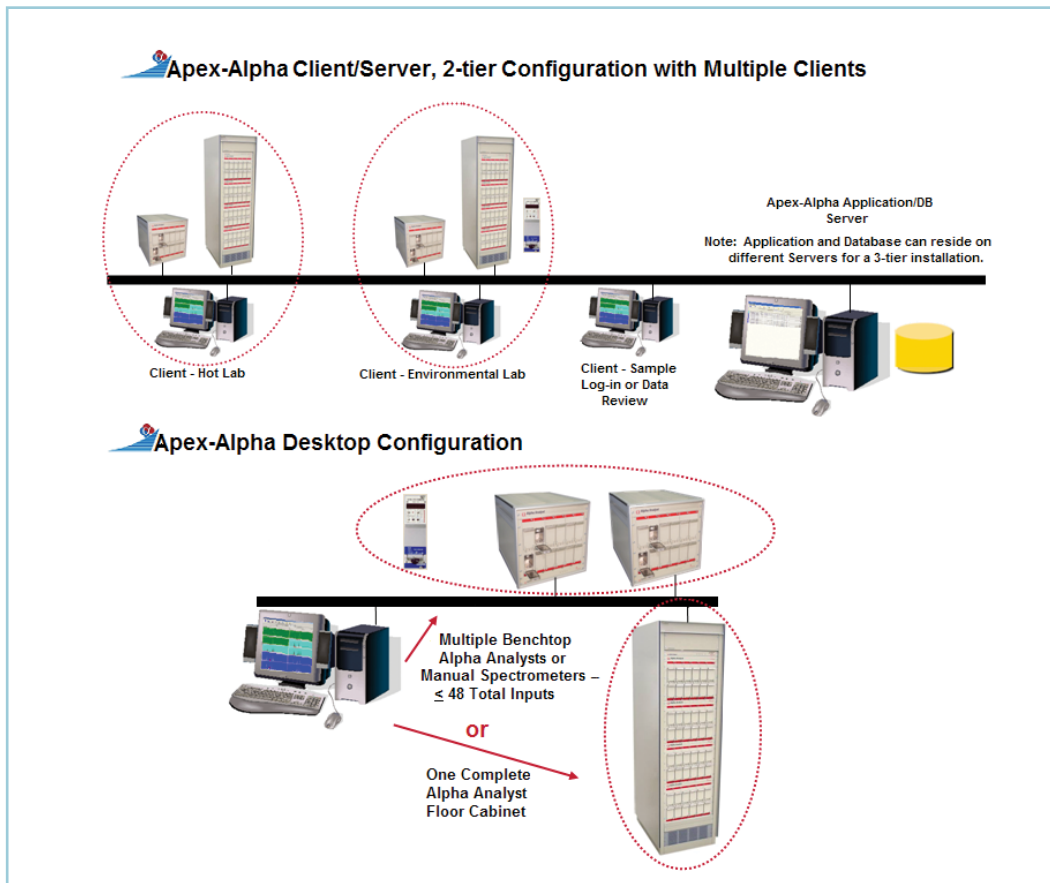 Apex-Alpha Client/Server, 2-tier Configuration with Multiple Clients
Apex-Alpha Application/DB
Server
Note: Application and Database can reside on
different Servers for a 3-tier installation.
Client - Hot Lab
Client - Environmental Lab
Client - Sample
Log-in or Data
Review
Apex-Alpha Desktop Configuration
Multiple Benchtop
Alpha Analysts or
Manual Spectrometers –
≤ 48 Total Inputs
or
One Complete
Alpha Analyst
Floor Cabinet